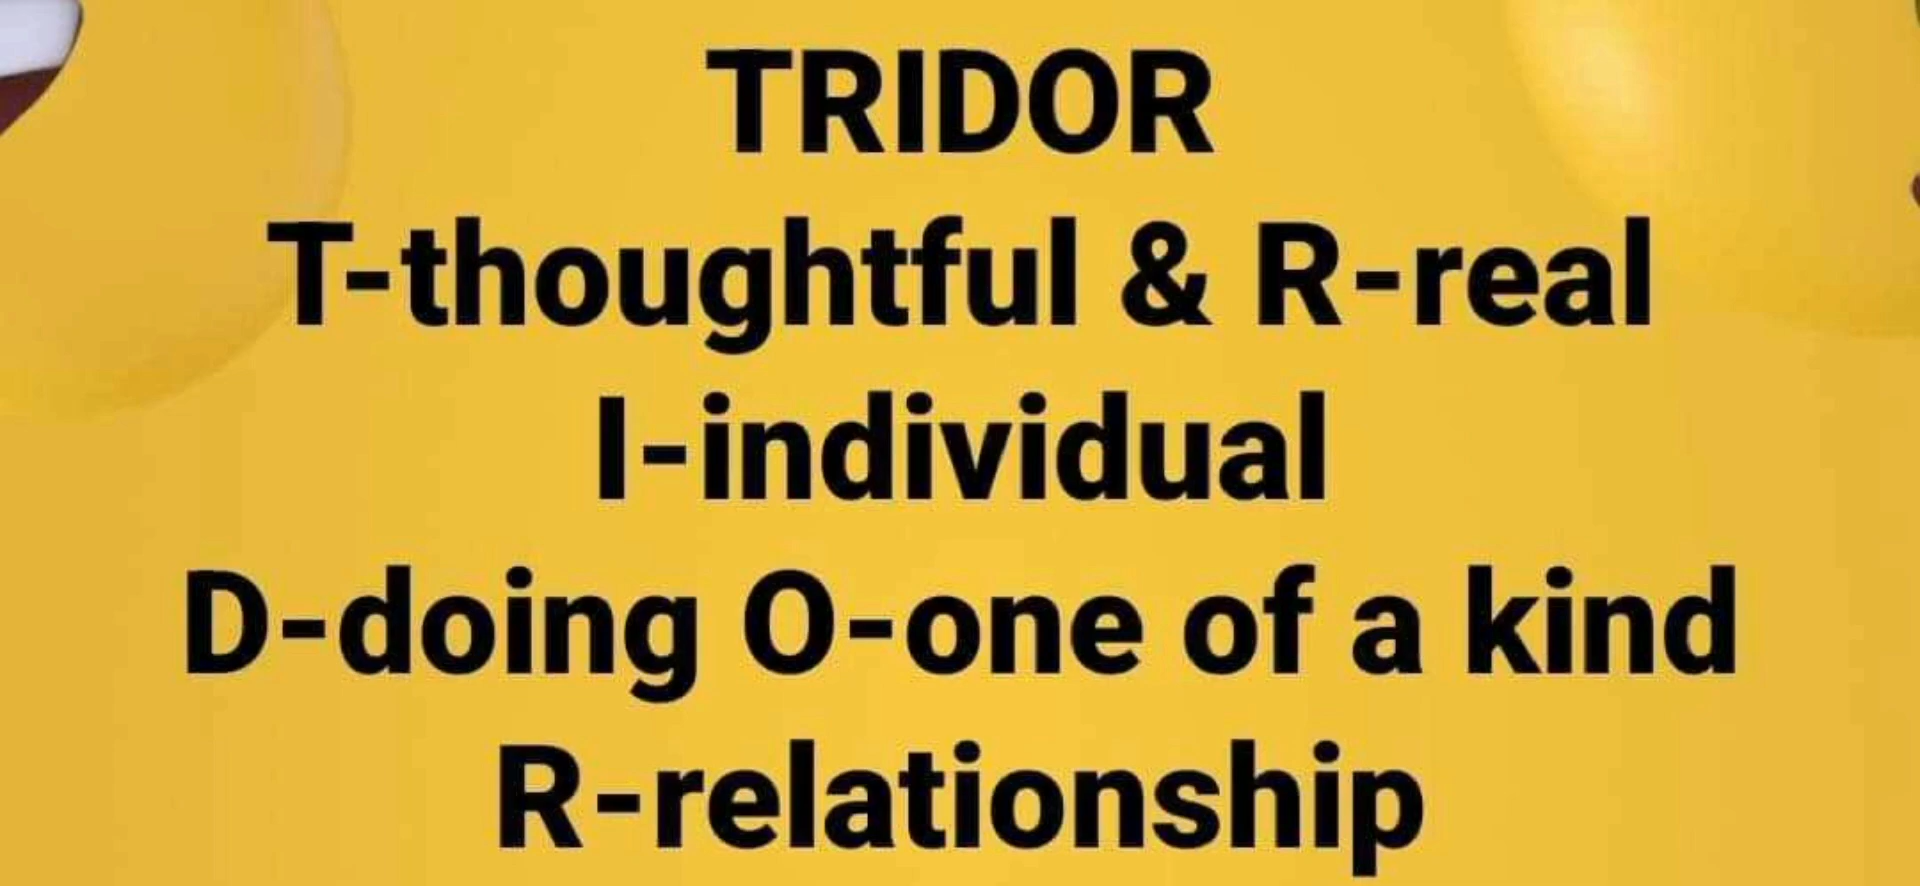 TRIDOR
T-thoughtful & R-real
I-individual
D-doing O-one of a kind
R-relationship